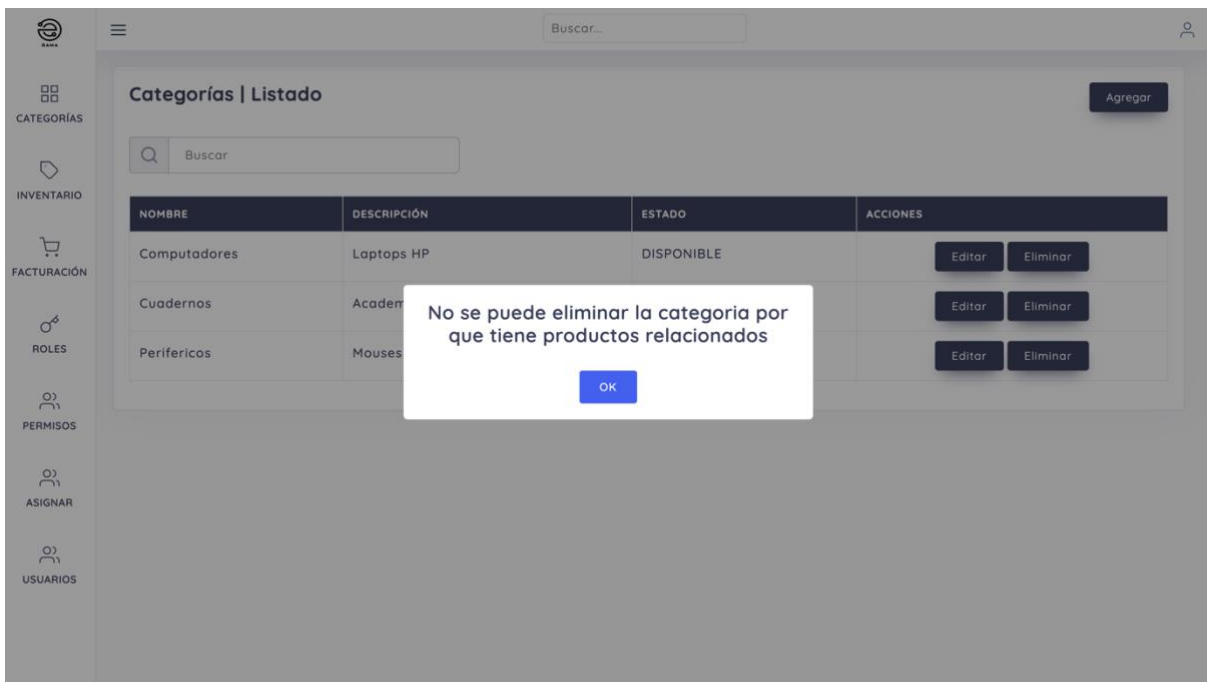 RAMA
Buscar...
CATEGORÍAS
INVENTARIO
FACTURACIÓN
ROLES
PERMISOS
ASIGNAR
USUARIOS
Categorías | Listado
Agregar
Buscar
NOMBRE DESCRIPCIÓN ESTADO ACCIONES
Computadores Laptops HP DISPONIBLE Editar Eliminar
Cuadernos Editar Eliminar
Perifericos Mouses Editar Eliminar
No se puede eliminar la categoria por
que tiene productos relacionados
OK